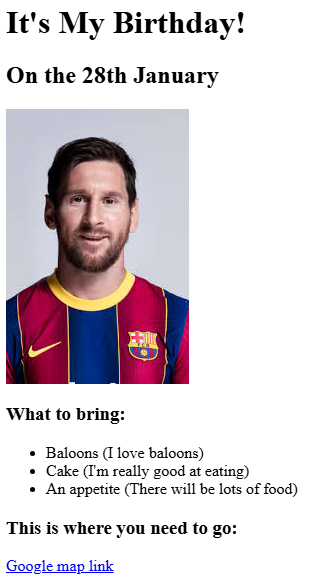 It's My Birthday!
On the 28th January
What to bring:
Baloons (I love baloons)
Cake (I'm really good at eating)
An appetite (There will be lots of food)
This is where you need to go:
Google map link